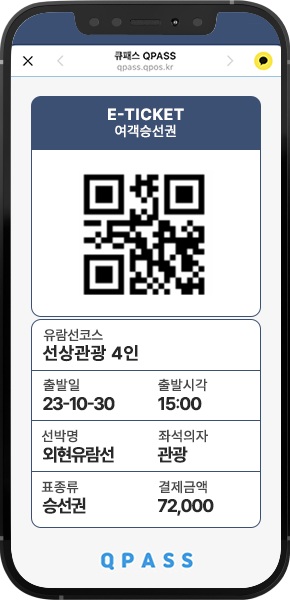 큐패스 QPASS
qpass.qpos.kr
E-TICKET
여객승선권
유람선코스
선상관광 4인
출발일 출발시각
23-10-30 15:00
선박명 좌석의자
외현유람선 관광
표종류 결제금액
승선권 72,000
QPASS